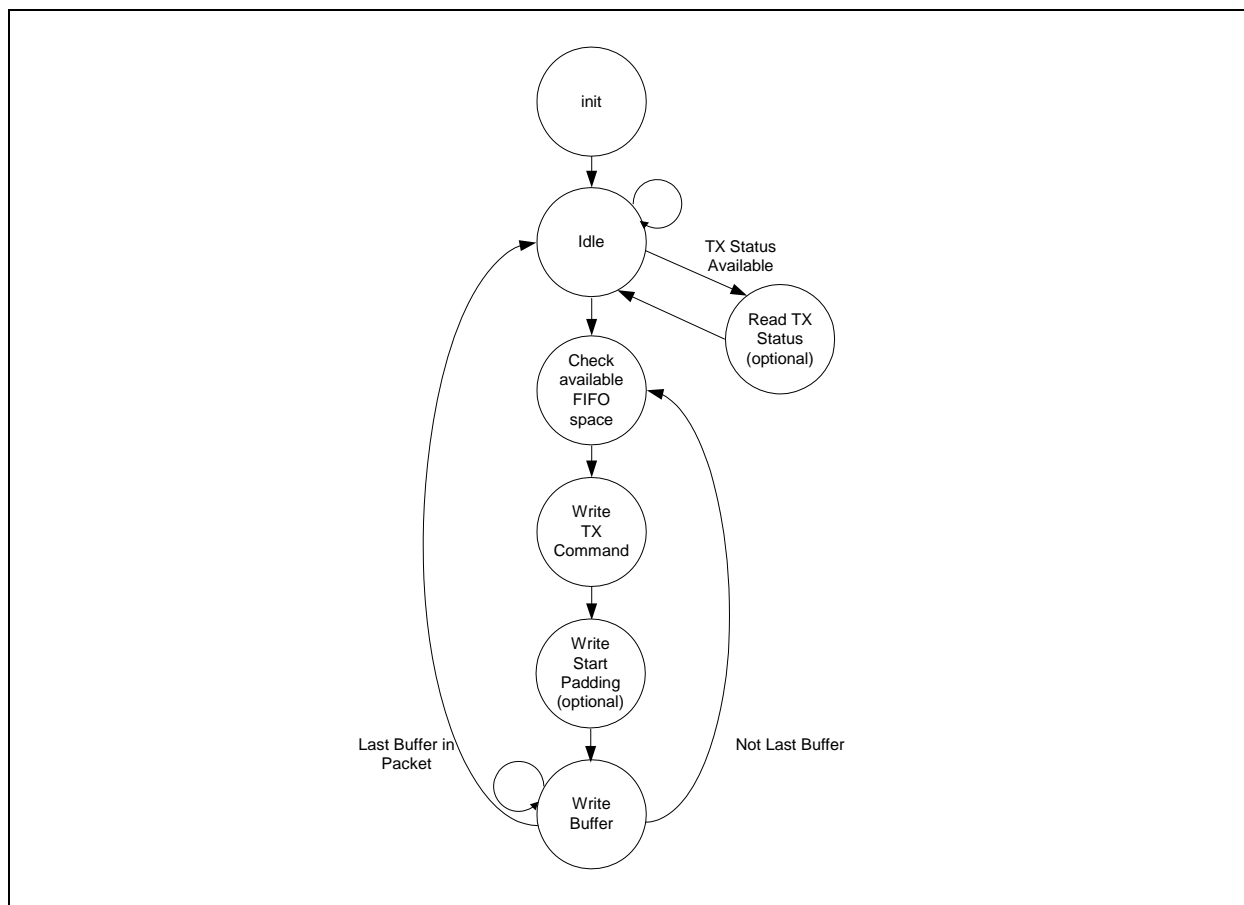 init
Idle
TX Status
Available
Read TX
Status
(optional)
Check
available
FIFO
space
Write
TX
Command
Write
Start
Padding
(optional)
Last Buffer in
Packet
Not Last Buffer
Write
Buffer